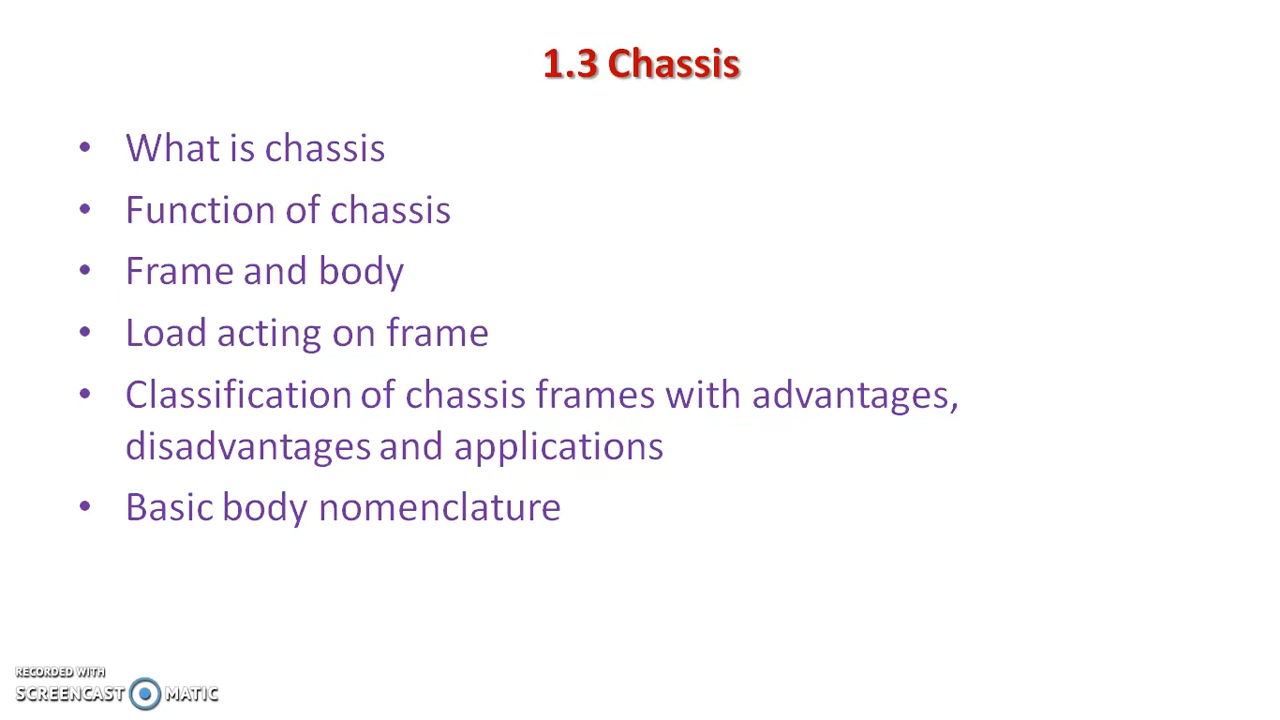 1.3 Chassis
• What is chassis
• Function of chassis
• Frame and body
• Load acting on frame
• Classification of chassis frames with advantages,
disadvantages and applications
• Basic body nomenclature
RECORDED WITH
SCREENCAST MATIC